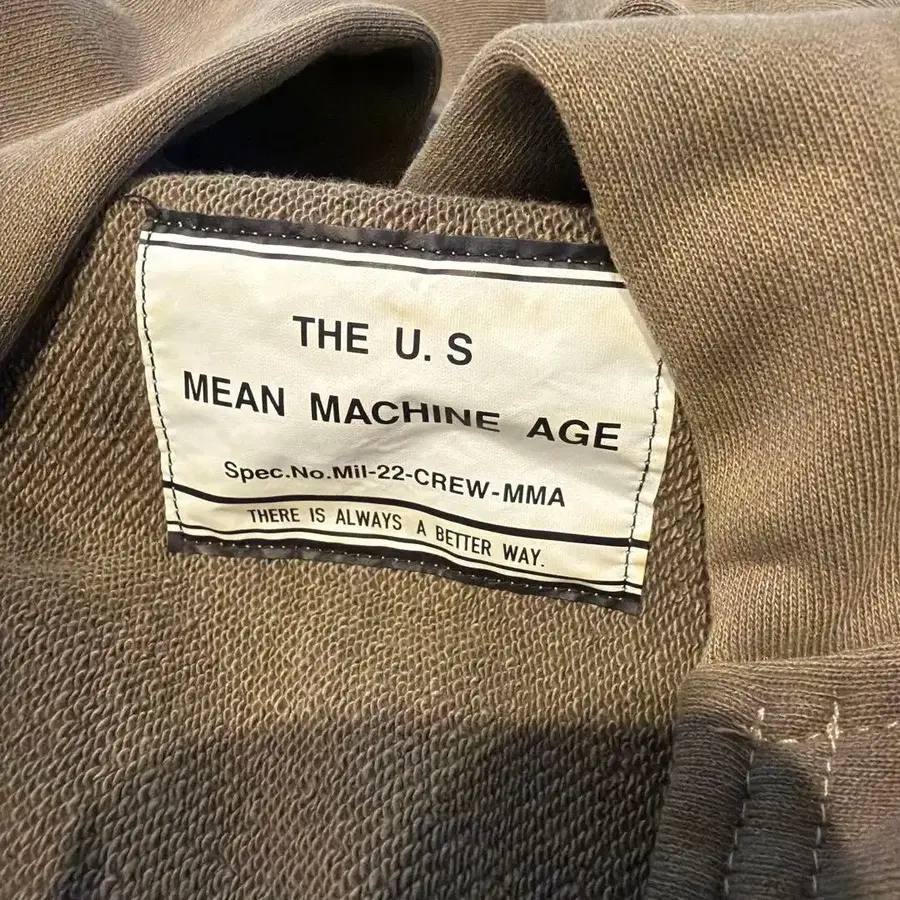 THE U. S
MEAN MACHINE AGE
Spec.No.Mil-22-CREW-MMA
THERE IS ALWAYS A BETTER WAY.